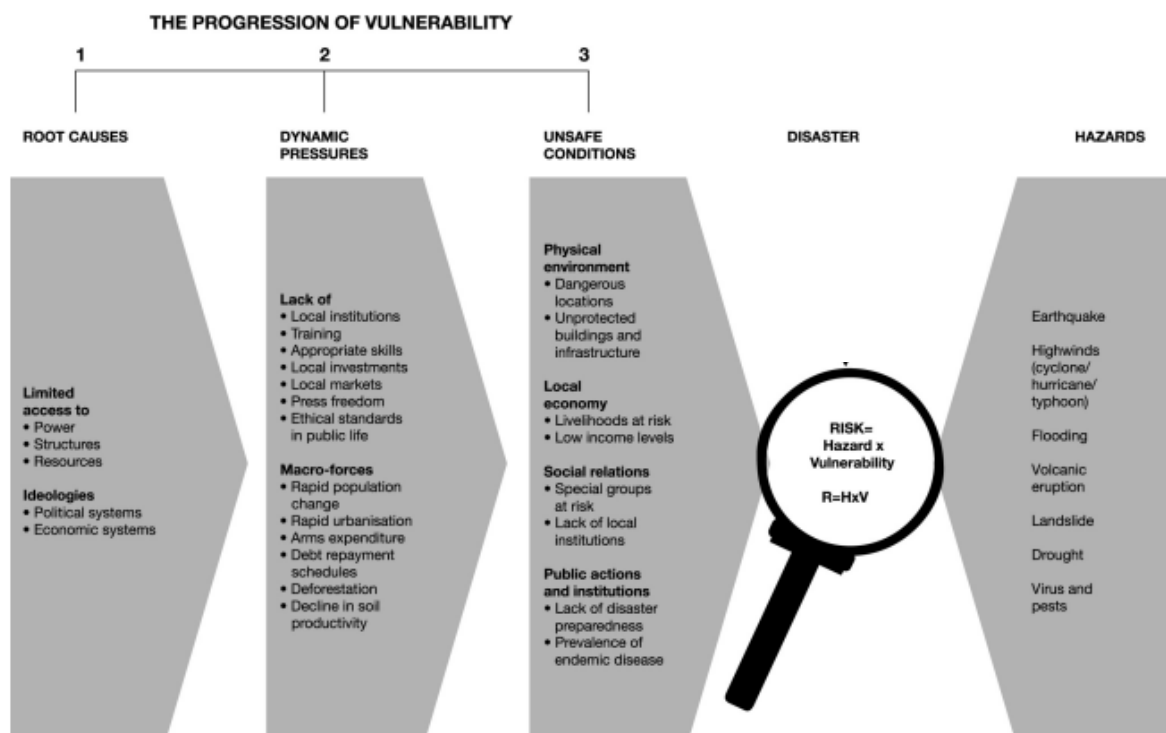 THE PROGRESSION OF VULNERABILITY
1
2
3
ROOT CAUSES
Limited
access to
• Power
• Structures
• Resources
Ideologies
• Political systems
• Economic systems
DYNAMIC
PRESSURES
Lack of
• Local institutions
• Training
• Appropriate skills
• Local investments
• Local markets
• Press freedom
• Ethical standards
in public life
Macro-forces
• Rapid population
change
• Rapid urbanisation
• Arms expenditure
• Debt repayment
schedules
• Deforestation
• Decline in soil
productivity
UNSAFE
CONDITIONS
Physical
environment
• Dangerous
locations
• Unprotected
buildings and
infrastructure
Local
economy
• Livelihoods at risk
• Low income levels
Social relations
• Special groups
at risk
• Lack of local
institutions
Public actions
and institutions
• Lack of disaster
preparedness
• Prevalence of
endemic disease
DISASTER
RISK=
Hazard x
Vulnerability
R=HxV
HAZARDS
Earthquake
Highwinds
(cyclone/
hurricane/
typhoon)
Flooding
Volcanic
eruption
Landslide
Drought
Virus and
pests